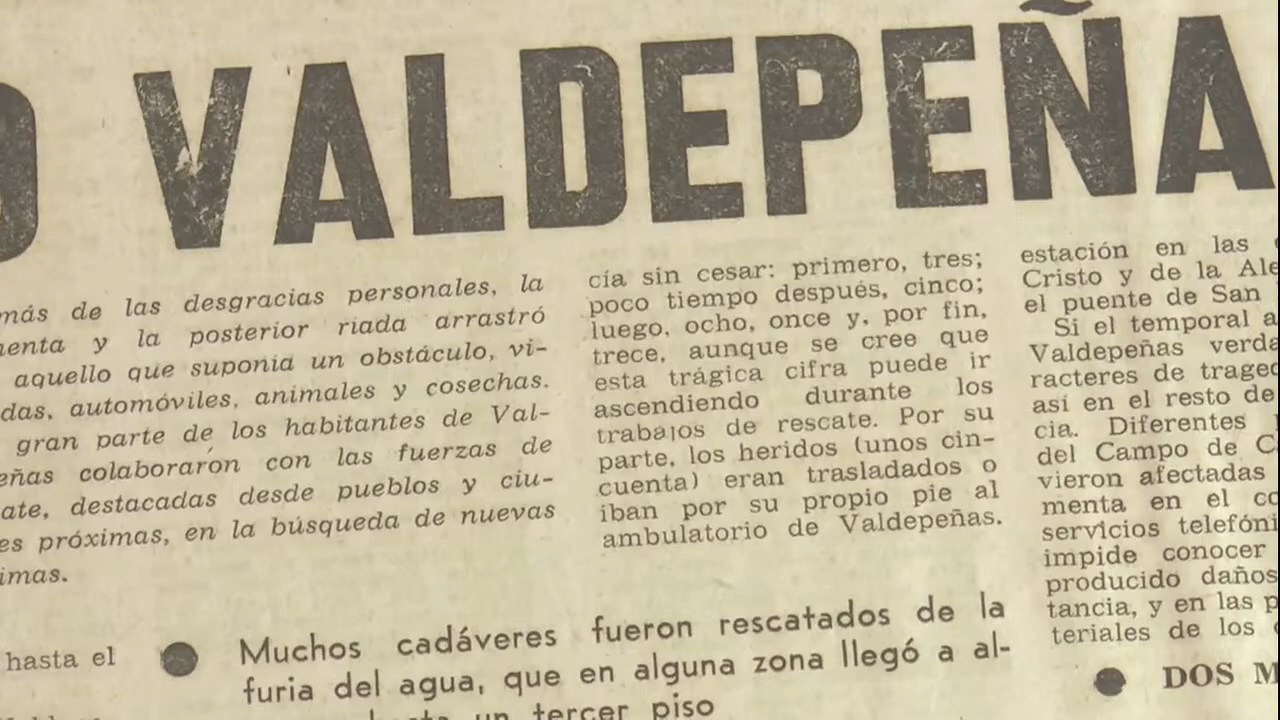 VALDEPEÑA
más de las desgracias personales, la
menta y la posterior riada arrastró
aquello que suponia un obstáculo, vi-
das, automóviles, animales y cosechas.
gran parte de los habitantes de Val-
eñas colaboraron con las fuerzas de
ate, destacadas desde pueblos y ciu-
es próximas, en la búsqueda de nuevas
imas.
hasta el
cía sin cesar: primero, tres;
poco tiempo después, cinco;
luego, ocho, once y, por fin,
trece, aunque se cree que
esta trágica cifra puede ir
ascendiendo durante los
trabajos de rescate. Por su
parte, los heridos (unos cin-
cuenta) eran trasladados o
iban por su propio pie al
ambulatorio de Valdepeñas.
Muchos cadáveres fueron rescatados de la
furia del agua, que en alguna zona llegó a al-
hasta un tercer piso
estación en las
Cristo y de la Ale
el puente de San
Si el temporal a
Valdepeñas verda
racteres de traged
así en el resto de
cia. Diferentes
del Campo de C
vieron afectadas
menta en el co
servicios telefóni
impide conocer
producido daños
tancia, y en las p
teriales de los
DOS M